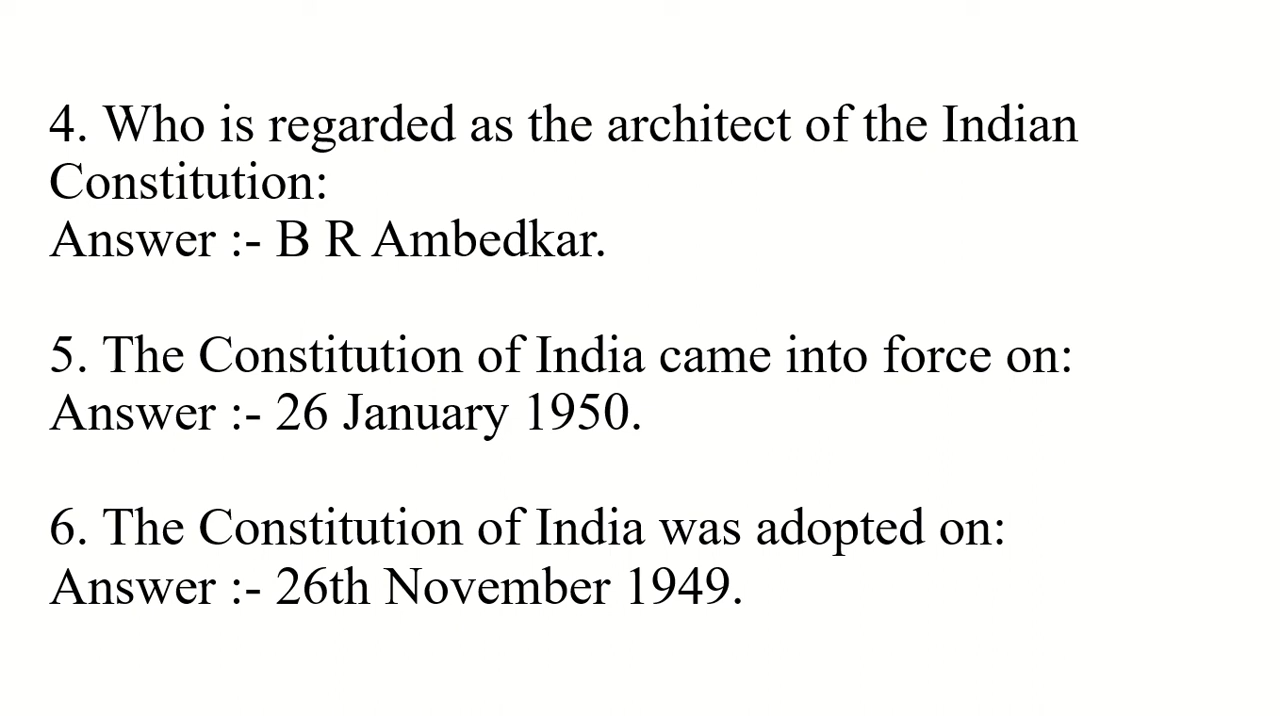 4. Who is regarded as the architect of the Indian
Constitution:
Answer :- B R Ambedkar.
5. The Constitution of India came into force on:
Answer :- 26 January 1950.
6. The Constitution of India was adopted on:
Answer :- 26th November 1949.